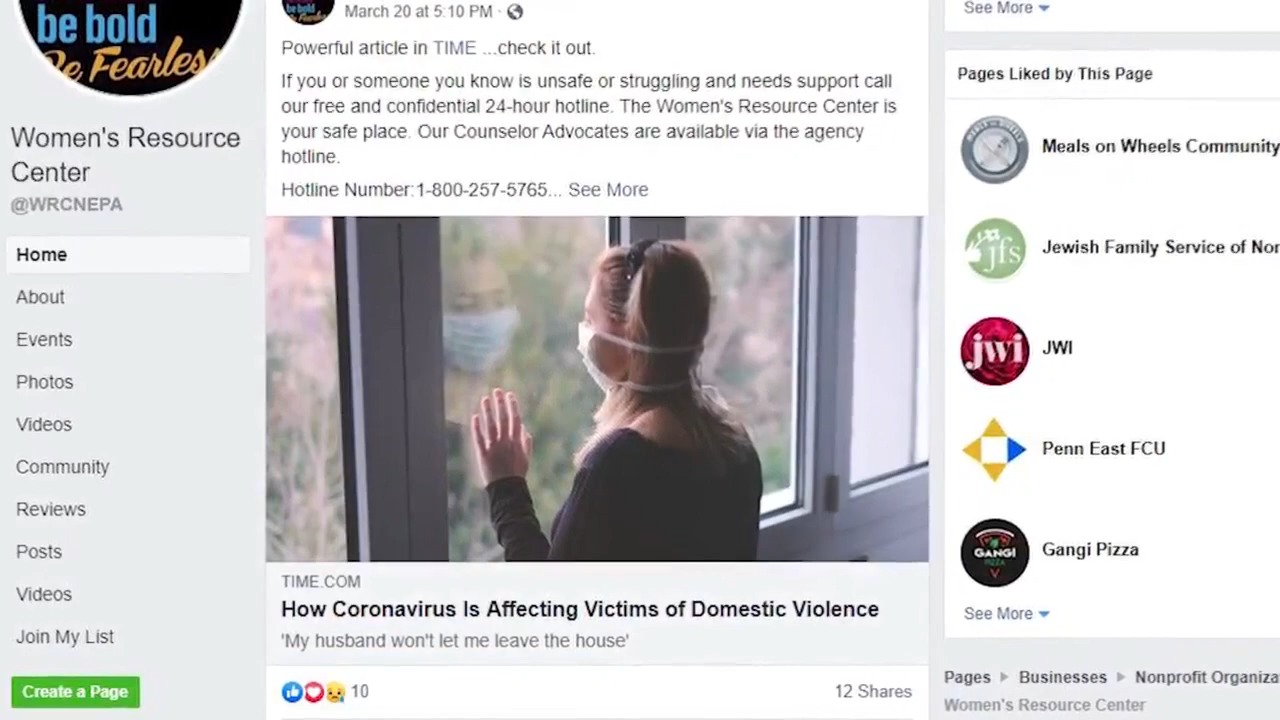 be bold
Be Fearless
Women's Resource
Center
@WRCNEPA
Home
About
Events
Photos
Videos
Community
Reviews
Posts
Videos
Join My List
Create a Page
March 20 at 5:10 PM ·
Powerful article in TIME ...check it out.
If you or someone you know is unsafe or struggling and needs support call
our free and confidential 24-hour hotline. The Women's Resource Center is
your safe place. Our Counselor Advocates are available via the agency
hotline.
Hotline Number:1-800-257-5765... See More
TIME.COM
How Coronavirus Is Affecting Victims of Domestic Violence
'My husband won't let me leave the house'
10
12 Shares
See More
Pages Liked by This Page
Meals on Wheels Community
jfs
Jewish Family Service of Nor
jwi
JWI
Penn East FCU
GANGI
PIZZA
Gangi Pizza
See More
Pages
Businesses
Nonprofit Organiza
Women's Resource Center